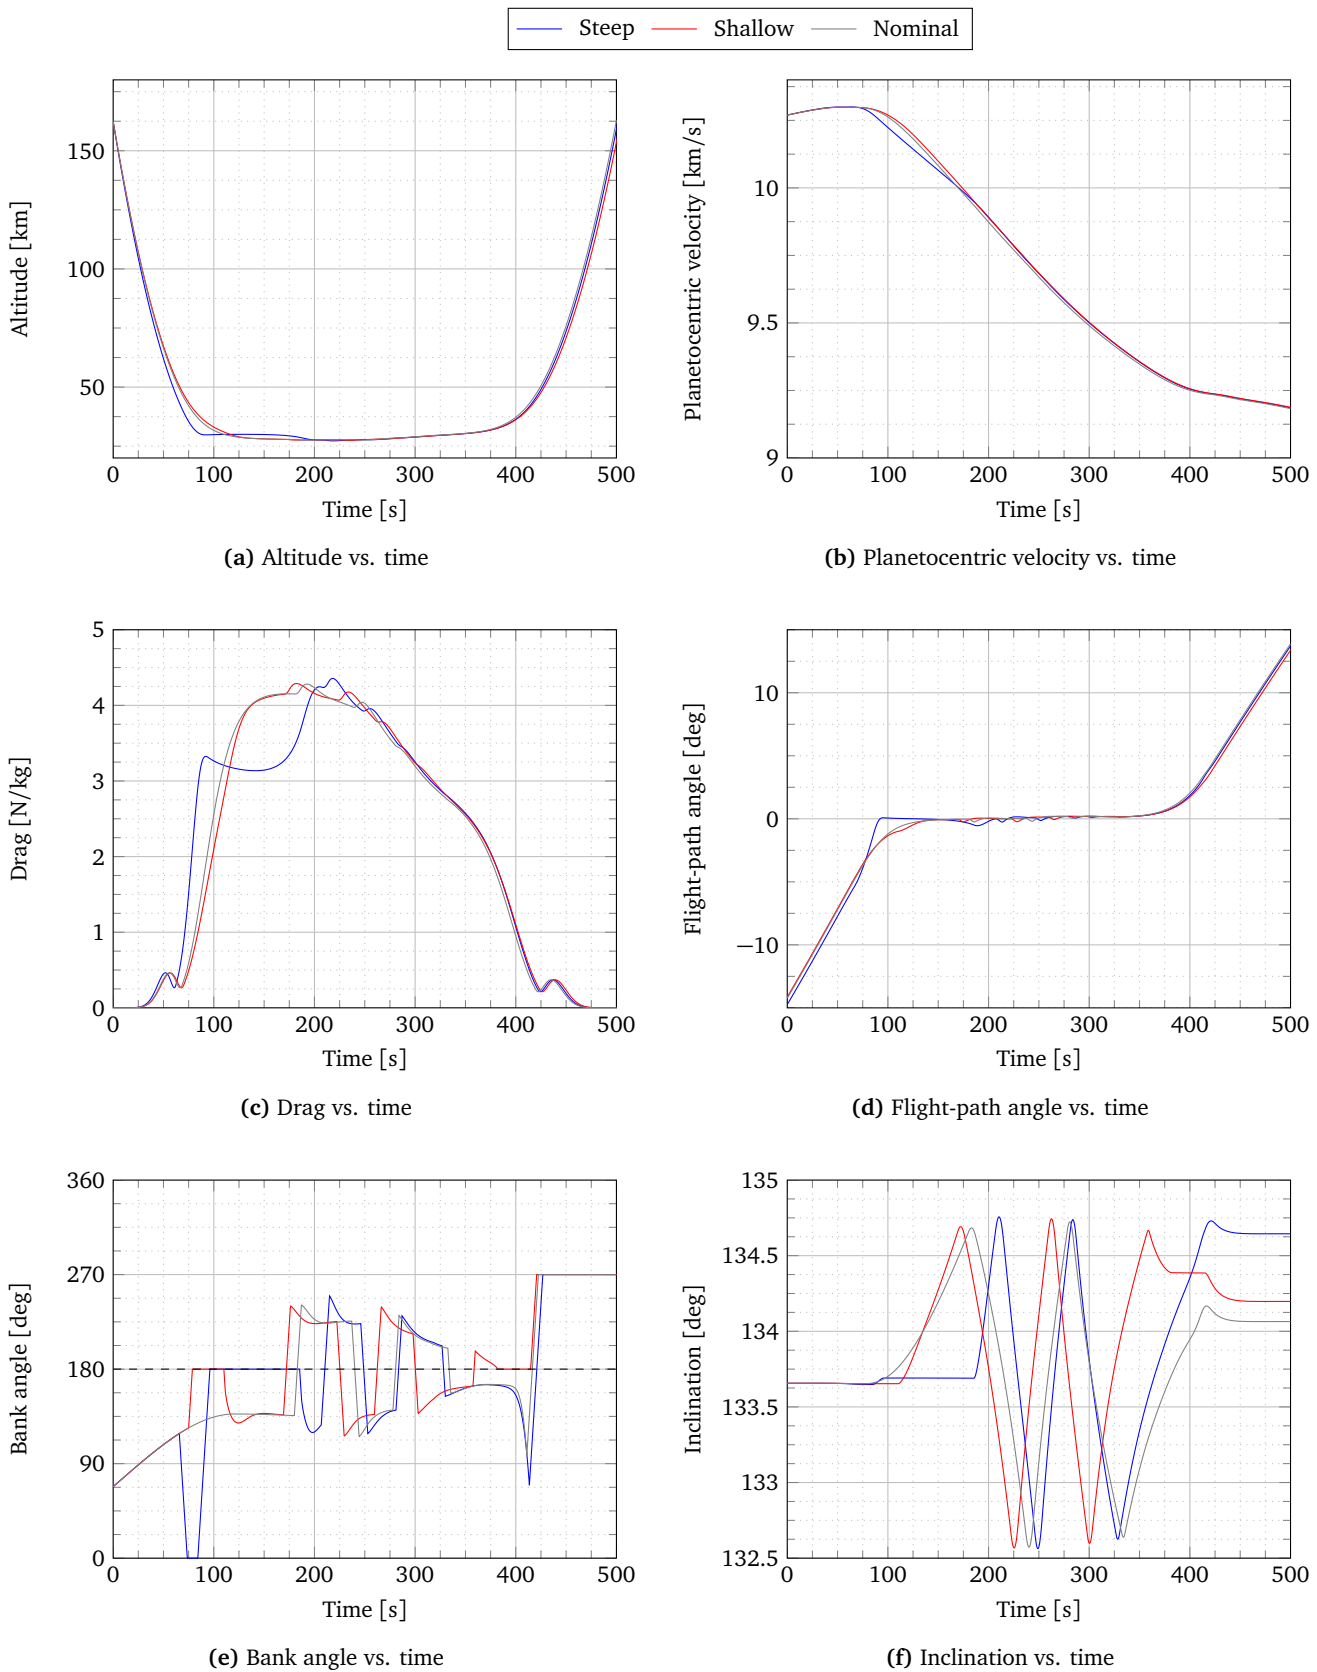 Steep Shallow Nominal
150
100
50
0 100 200 300 400 500
Altitude [km]
Time [s]
(a) Altitude vs. time
10
9.5
9
0 100 200 300 400 500
Planetocentric velocity [km/s]
Time [s]
(b) Planetocentric velocity vs. time
5
4
3
2
1
0
0 100 200 300 400 500
Drag [N/kg]
Time [s]
(c) Drag vs. time
10
0
−10
0 100 200 300 400 500
Flight-path angle [deg]
Time [s]
(d) Flight-path angle vs. time
360
270
180
90
0
0 100 200 300 400 500
Bank angle [deg]
Time [s]
(e) Bank angle vs. time
135
134.5
134
133.5
133
132.5
0 100 200 300 400 500
Inclination [deg]
Time [s]
(f) Inclination vs. time